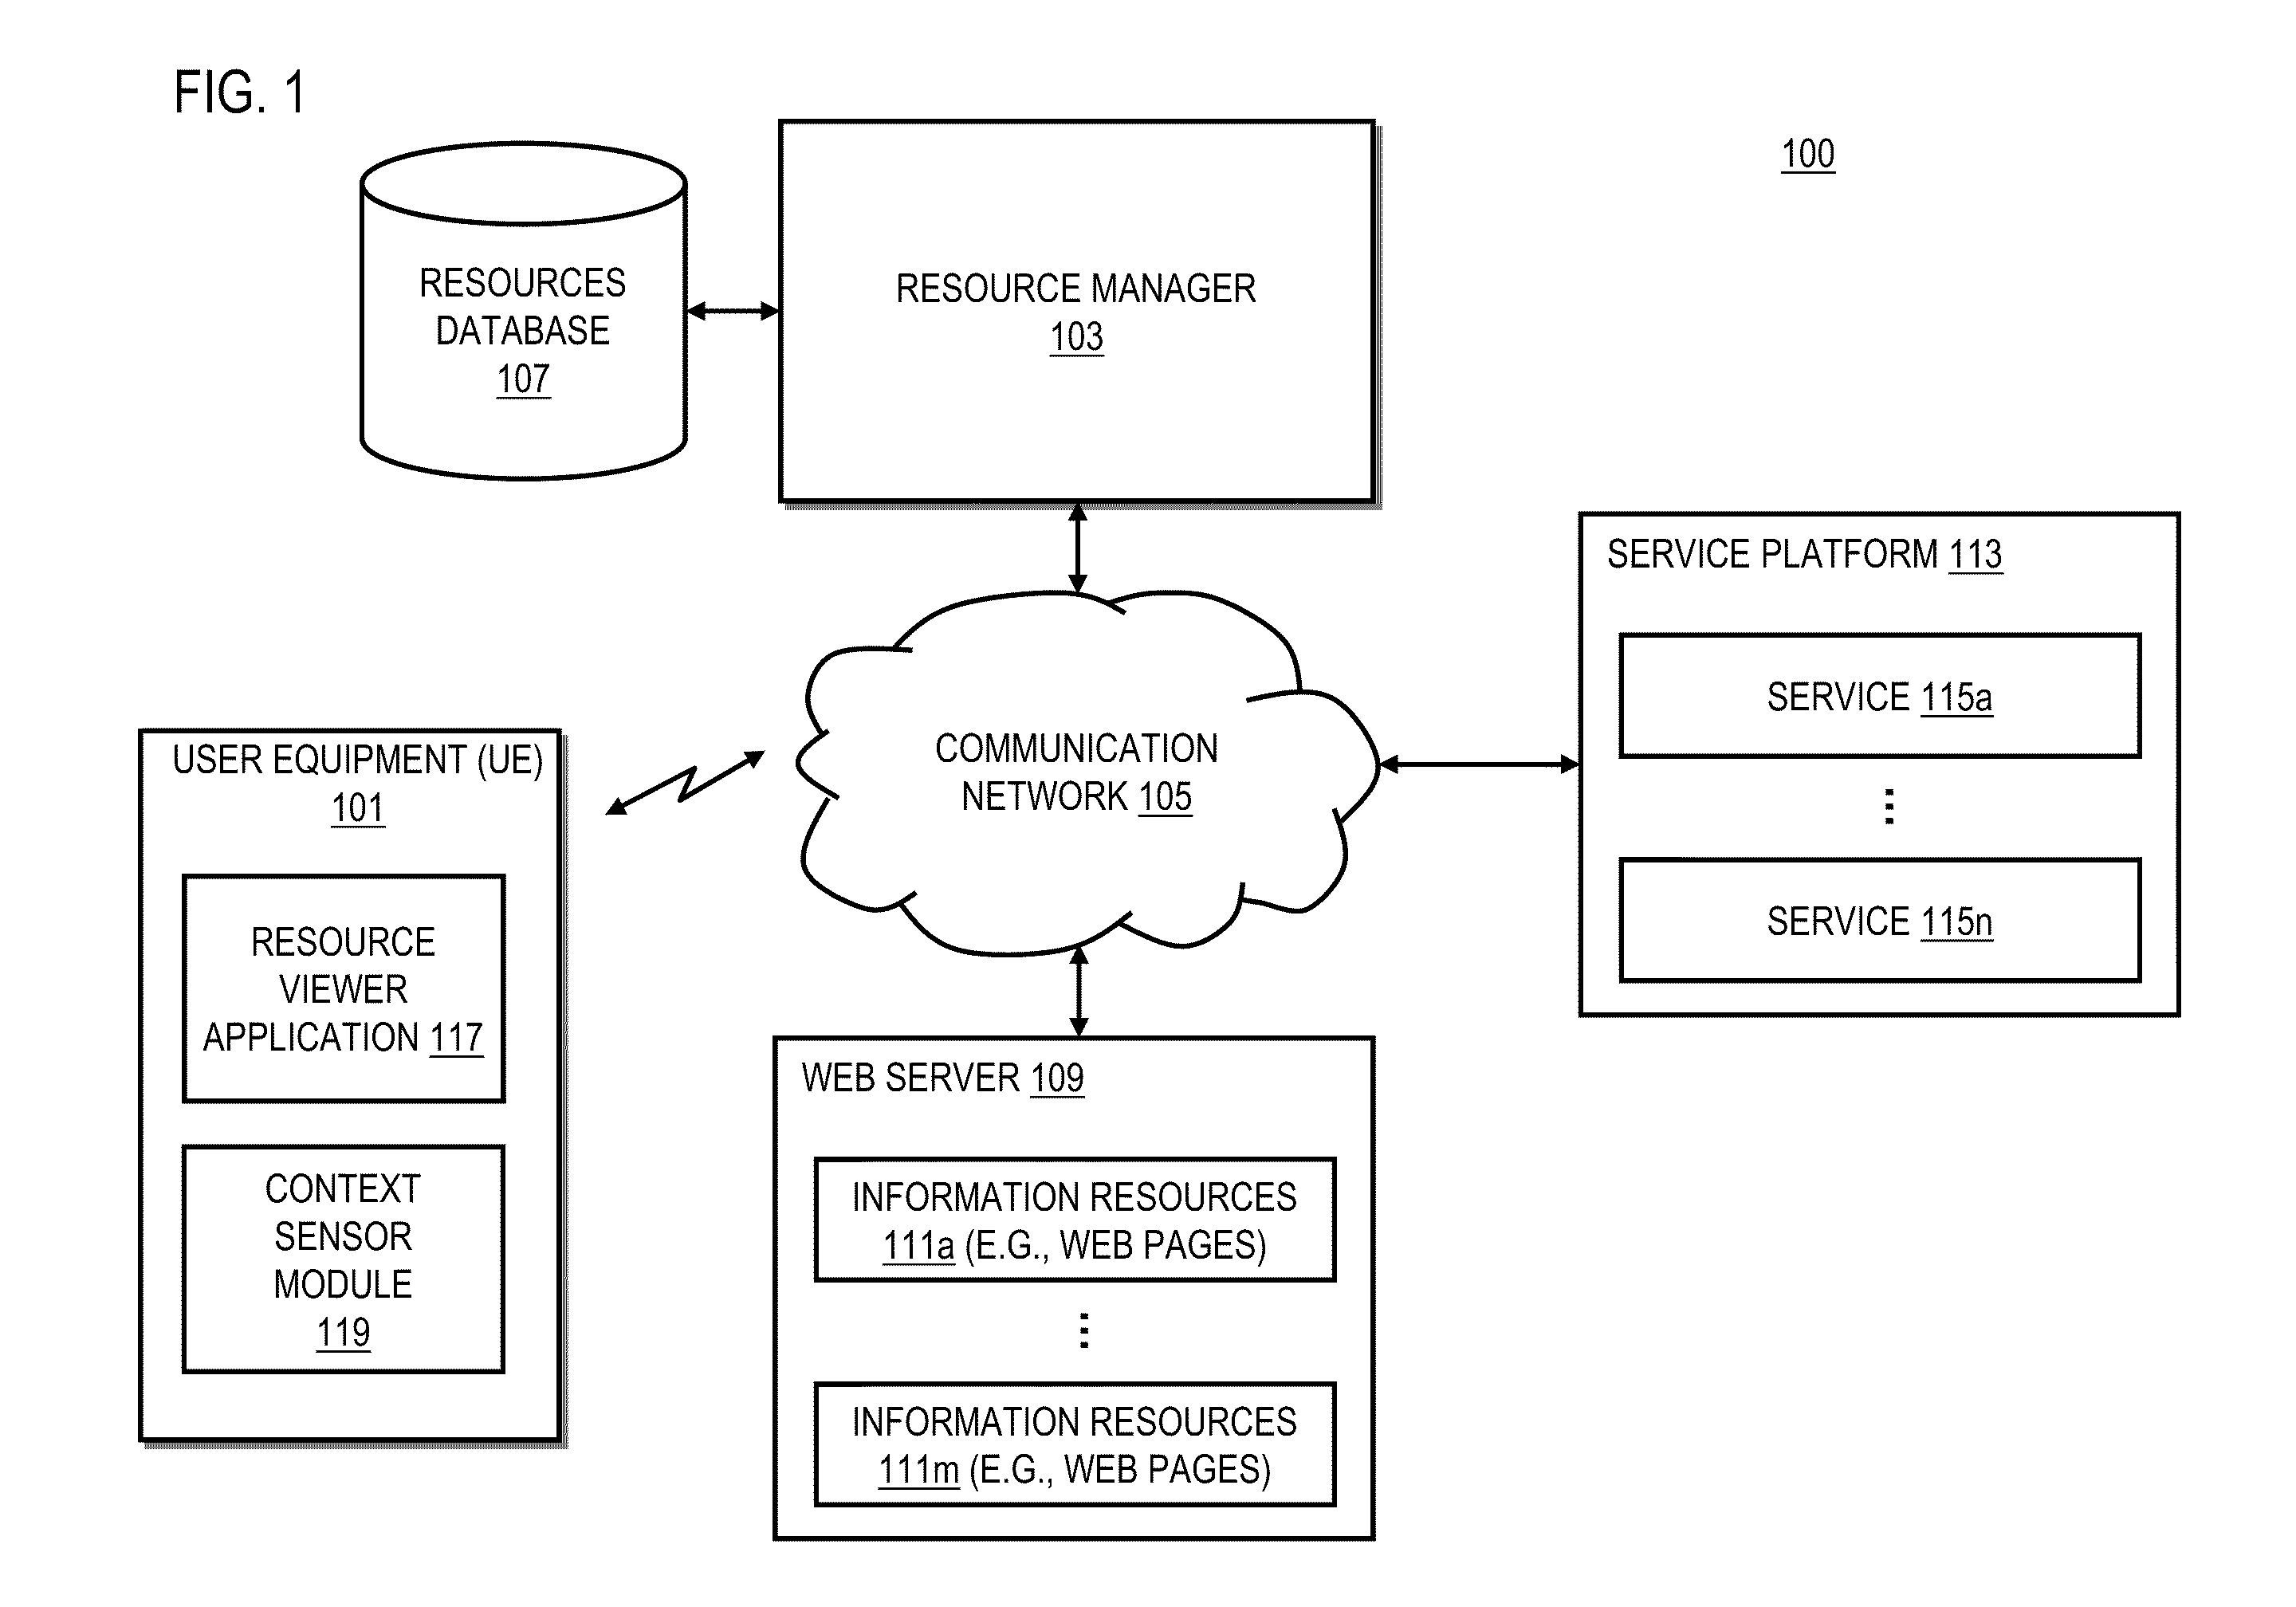 FIG. 1
100
RESOURCES
DATABASE
107
RESOURCE MANAGER
103
SERVICE PLATFORM 113
SERVICE 115a
⋮
SERVICE 115n
COMMUNICATION
NETWORK 105
USER EQUIPMENT (UE)
101
RESOURCE
VIEWER
APPLICATION 117
CONTEXT
SENSOR
MODULE
119
WEB SERVER 109
INFORMATION RESOURCES
111a (E.G., WEB PAGES)
⋮
INFORMATION RESOURCES
111m (E.G., WEB PAGES)